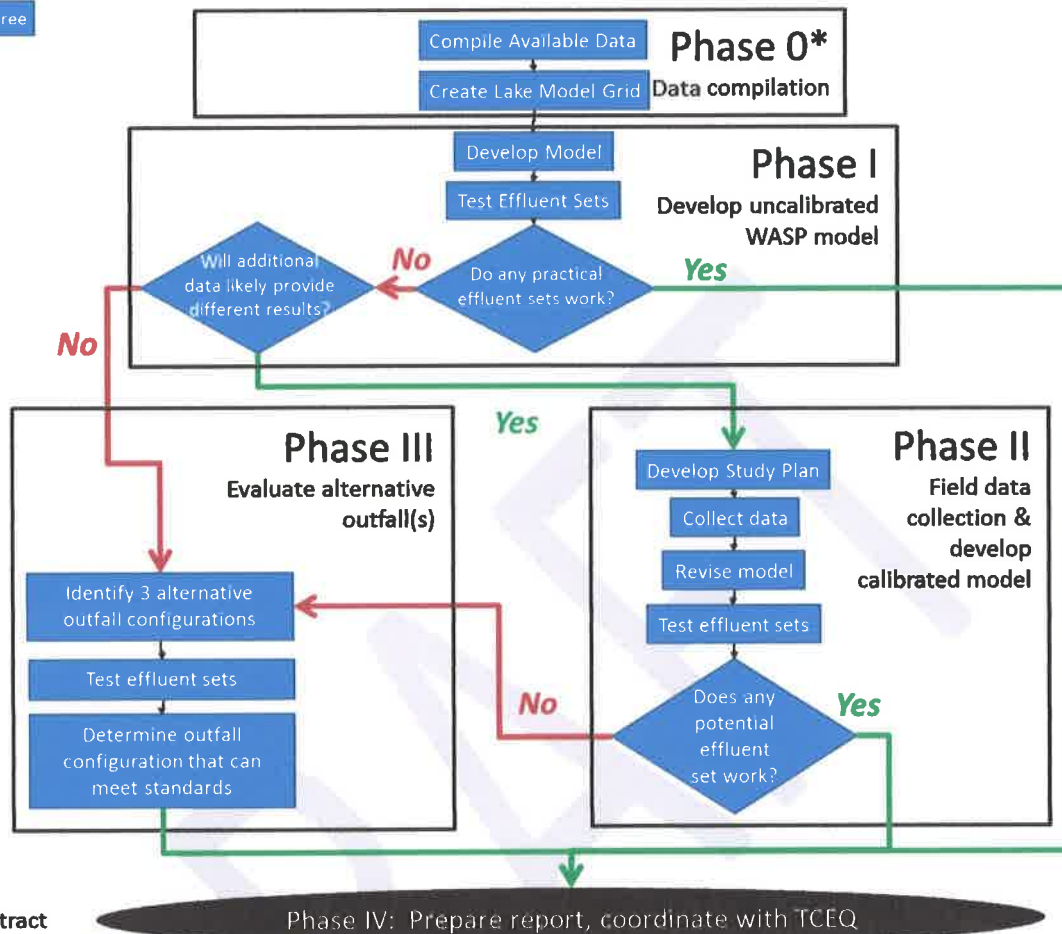 ree
Compile Available Data
Phase 0*
Create Lake Model Grid
Data compilation
Develop Model
Phase I
Test Effluent Sets
Develop uncalibrated
WASP model
Will additional
data likely provide
different results?
No
Do any practical
effluent sets work?
Yes
No
Yes
Phase III
Evaluate alternative
outfall(s)
Identify 3 alternative
outfall configurations
Test effluent sets
Determine outfall
configuration that can
meet standards
Phase II
Field data
collection &
develop
calibrated model
Develop Study Plan
Collect data
Revise model
Test effluent sets
Does any
potential
effluent
set work?
No
Yes
DRAFT
tract
Phase IV: Prepare report, coordinate with TCEQ